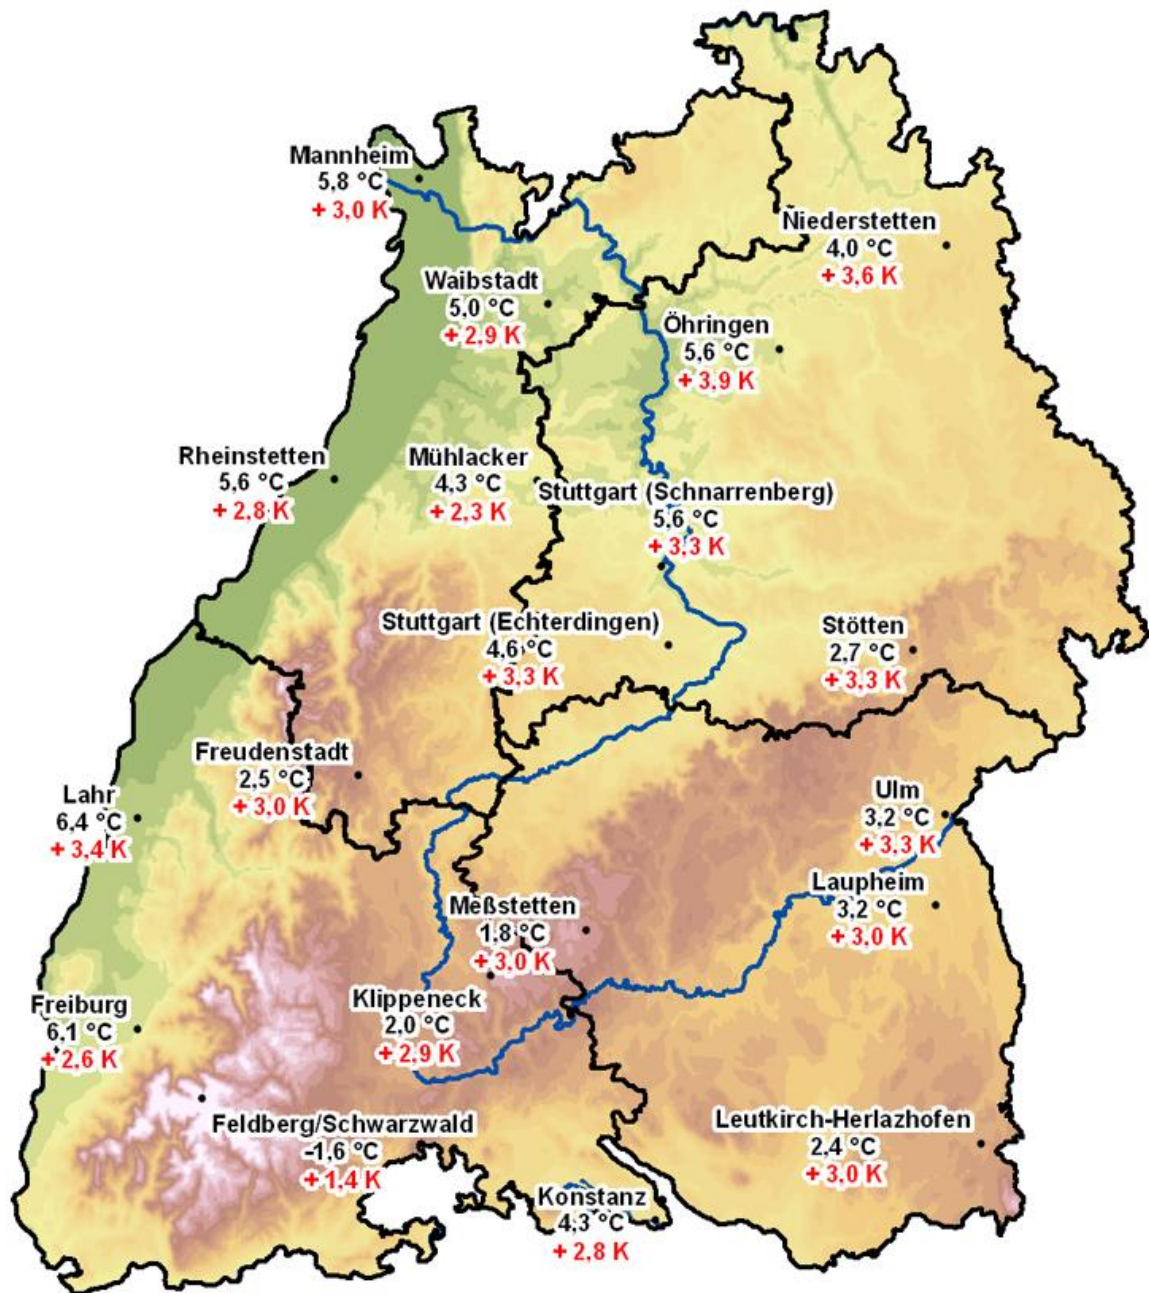 Mannheim
5,8 °C
+ 3,0 K
Niederstetten
4,0 °C
+ 3,6 K
Waibstadt
5,0 °C
+ 2,9 K
Öhringen
5,6 °C
+ 3,9 K
Rheinstetten
5,6 °C
+ 2,8 K
Mühlacker
4,3 °C
+ 2,3 K
Stuttgart (Schnarrenberg)
5,6 °C
+ 3,3 K
Stuttgart (Echterdingen)
4,6 °C
+ 3,3 K
Stötten
2,7 °C
+ 3,3 K
Freudenstadt
2,5 °C
+ 3,0 K
Lahr
6,4 °C
+ 3,4 K
Ulm
3,2 °C
+ 3,3 K
Laupheim
3,2 °C
+ 3,0 K
Meßstetten
1,8 °C
+ 3,0 K
Klippeneck
2,0 °C
+ 2,9 K
Freiburg
6,1 °C
+ 2,6 K
Feldberg/Schwarzwald
-1,6 °C
+ 1,4 K
Leutkirch-Herlazhofen
2,4 °C
+ 3,0 K
Konstanz
4,3 °C
+ 2,8 K